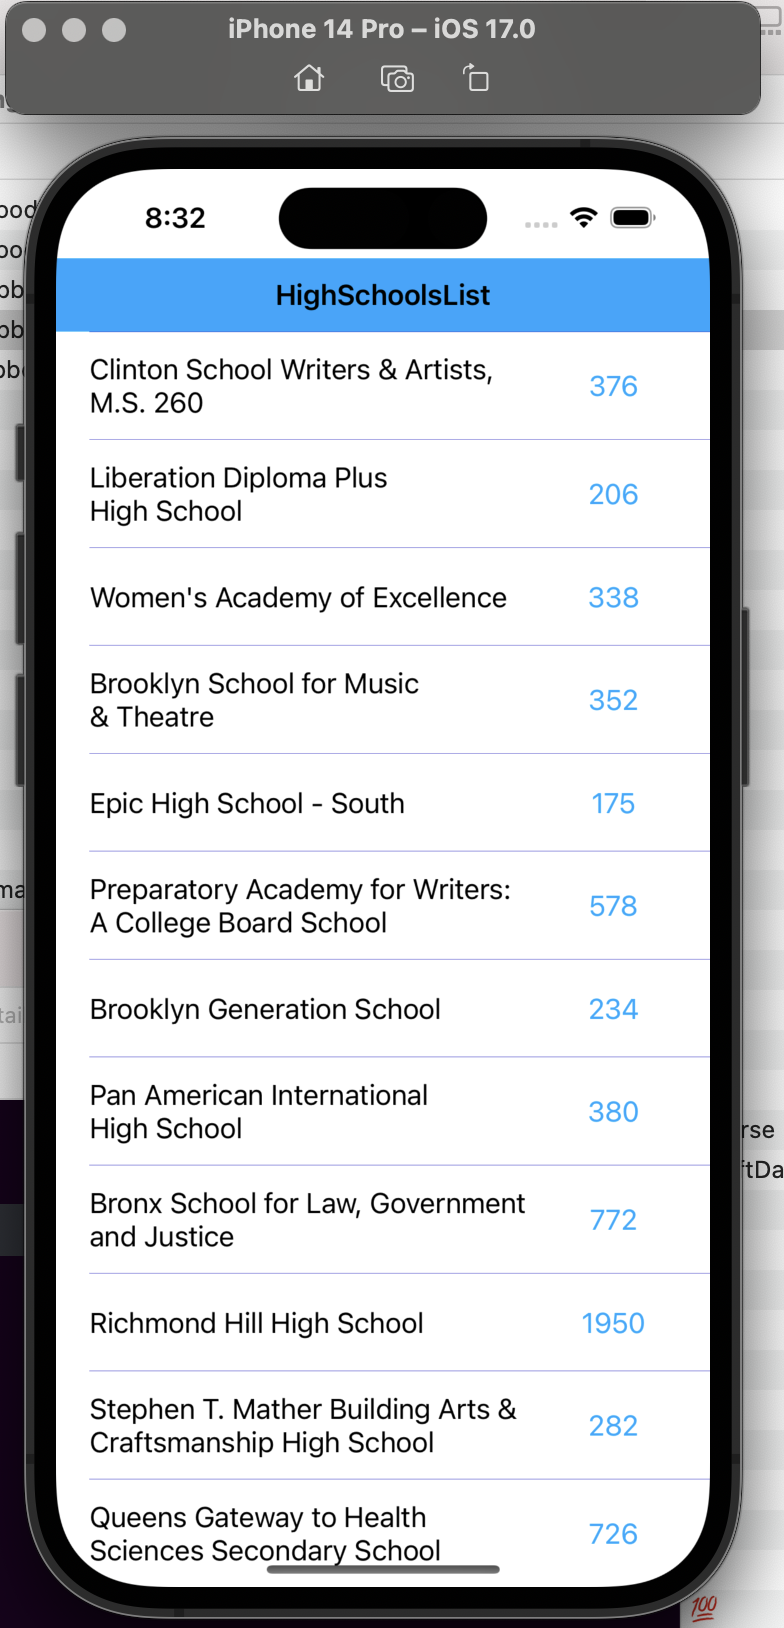 iPhone 14 Pro – iOS 17.0
8:32
HighSchoolsList
Clinton School Writers & Artists,
M.S. 260
376
Liberation Diploma Plus
High School
206
Women's Academy of Excellence
338
Brooklyn School for Music
& Theatre
352
Epic High School - South
175
Preparatory Academy for Writers:
A College Board School
578
Brooklyn Generation School
234
Pan American International
High School
380
Bronx School for Law, Government
and Justice
772
Richmond Hill High School
1950
Stephen T. Mather Building Arts &
Craftsmanship High School
282
Queens Gateway to Health
Sciences Secondary School
726
💯